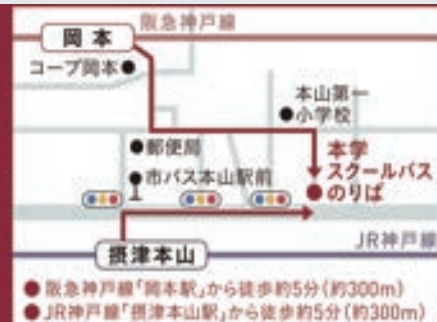 阪急神戸線
岡本
コープ岡本
本山第一
小学校
本学
スクールバス
のりば
郵便局
市バス本山駅前
JR神戸線
摂津本山
●阪急神戸線「岡本駅」から徒歩約5分(約300m)
●JR神戸線「摂津本山駅」から徒歩約5分(約300m)